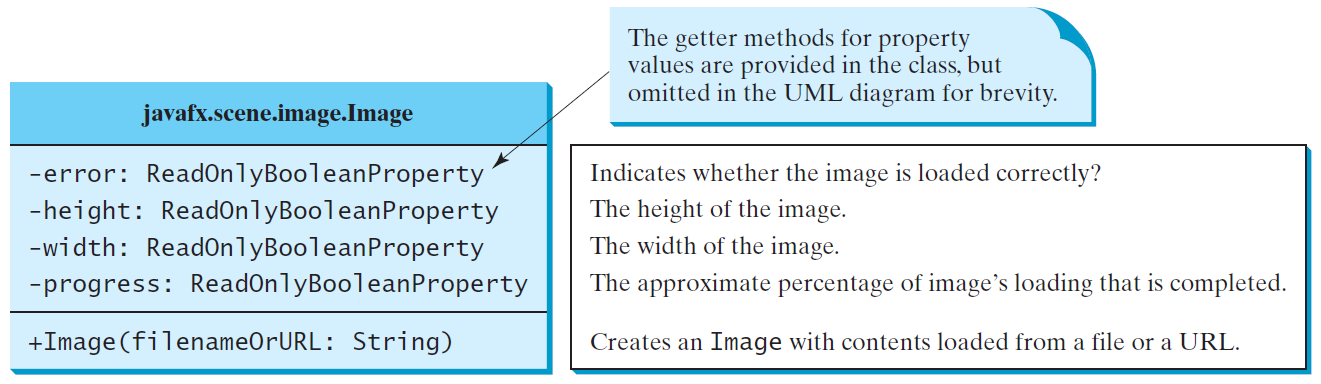 The getter methods for property
values are provided in the class, but
omitted in the UML diagram for brevity.
javafx.scene.image.Image
-error: ReadOnlyBooleanProperty
-height: ReadOnlyBooleanProperty
-width: ReadOnlyBooleanProperty
-progress: ReadOnlyBooleanProperty
+Image(filenameOrURL: String)
Indicates whether the image is loaded correctly?
The height of the image.
The width of the image.
The approximate percentage of image's loading that is completed.
Creates an Image with contents loaded from a file or a URL.